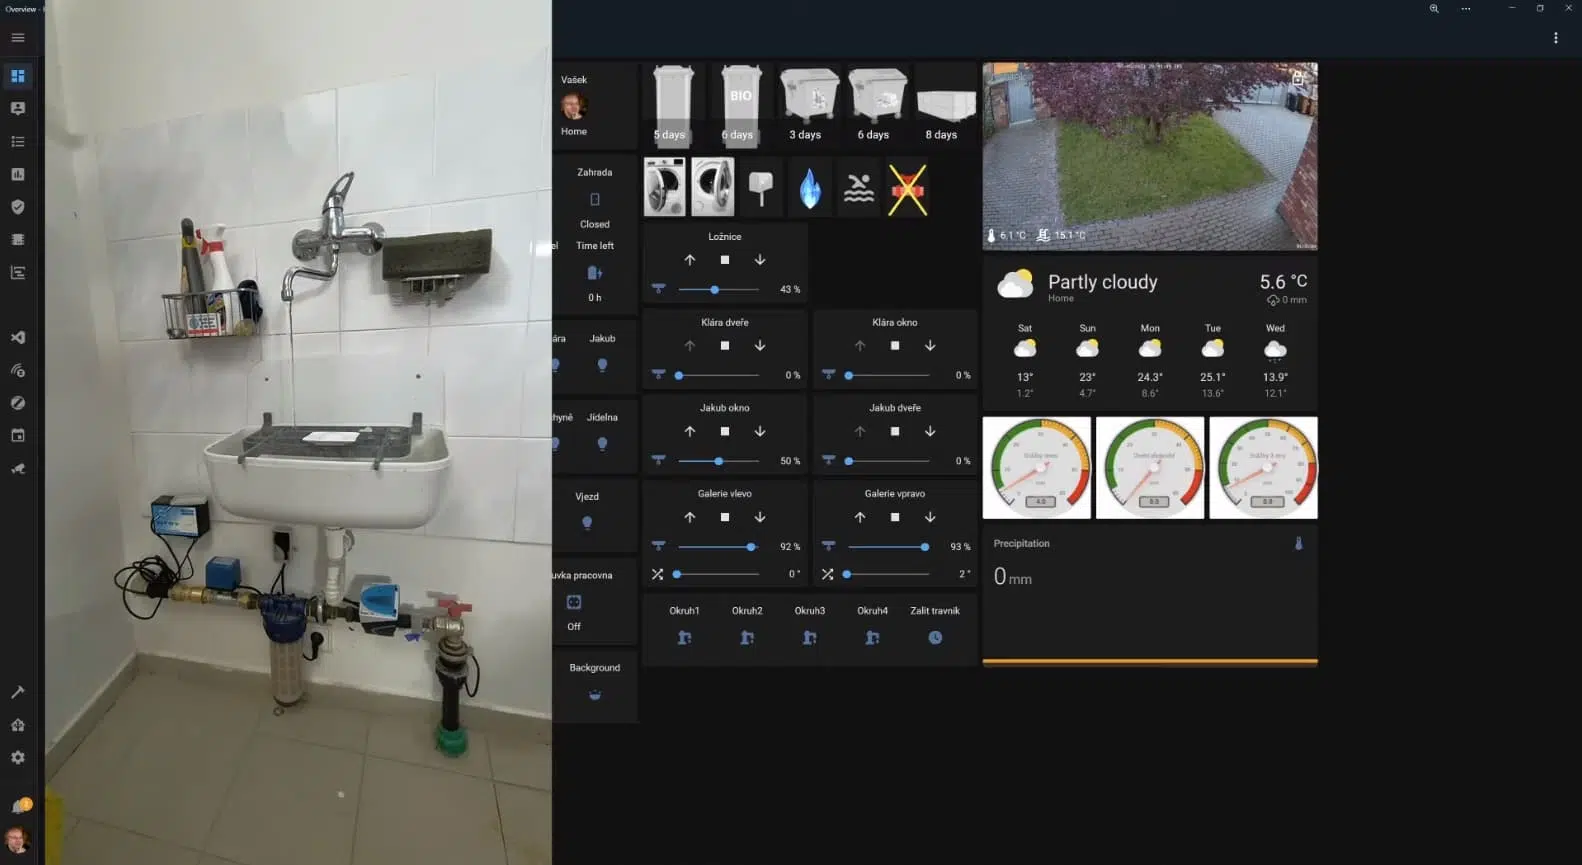 Overview -
Vašek
Home
Zahrada
Closed
Time left
0 h
ára
Jakub
hyně
Jídelna
Vjezd
uvka pracovna
Off
Background
5 days
BIO
6 days
3 days
6 days
8 days
Ložnice
43 %
Klára dveře
0 %
Klára okno
0 %
Jakub okno
50 %
Jakub dveře
0 %
Galerie vlevo
92 %
0 °
Galerie vpravo
93 %
2 °
Okruh1
Okruh2
Okruh3
Okruh4
Zalít trávník
6.1 °C
15.1 °C
Partly cloudy
Home
5.6 °C
0 mm
Sat
Sun
Mon
Tue
Wed
13°
23°
24.3°
25.1°
13.9°
1.2°
4.7°
8.6°
13.6°
12.1°
Precipitation
0 mm
2